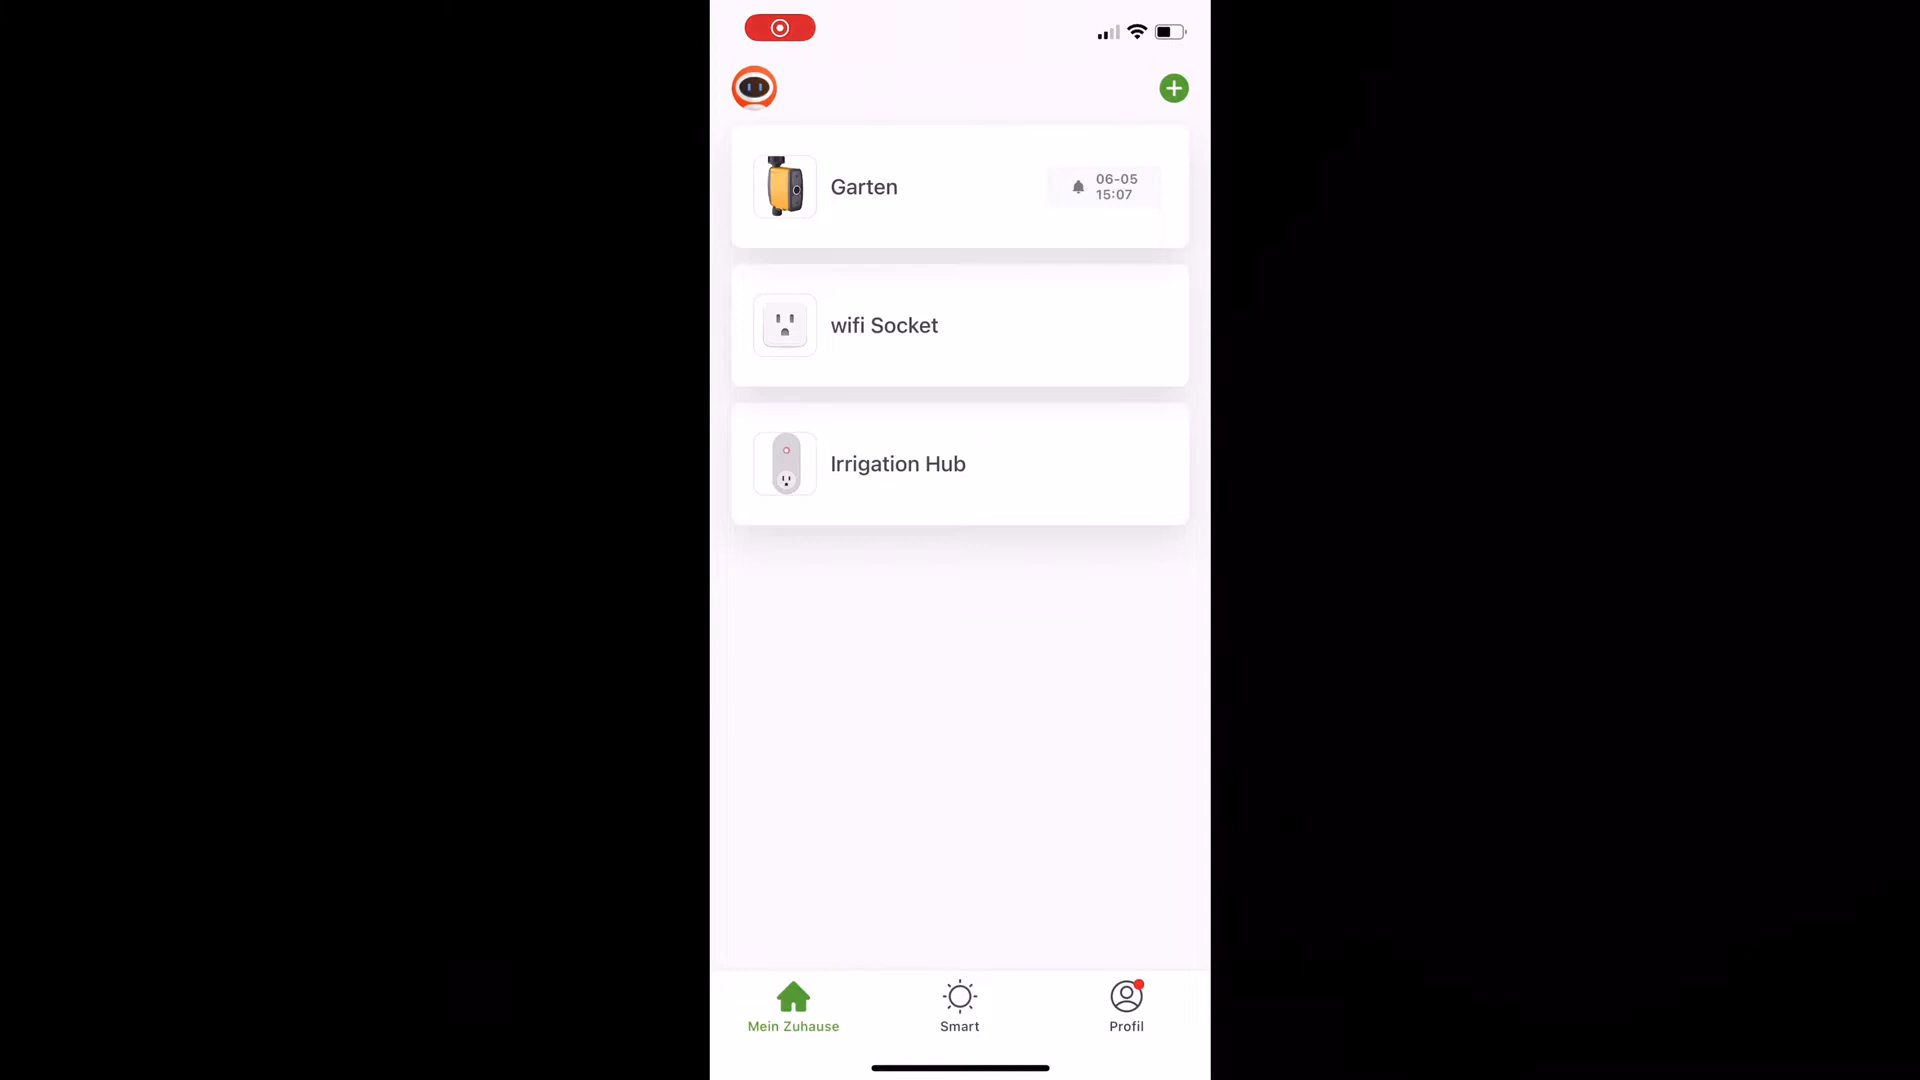 Garten
06-05
15:07
wifi Socket
Irrigation Hub
Mein Zuhause
Smart
Profil